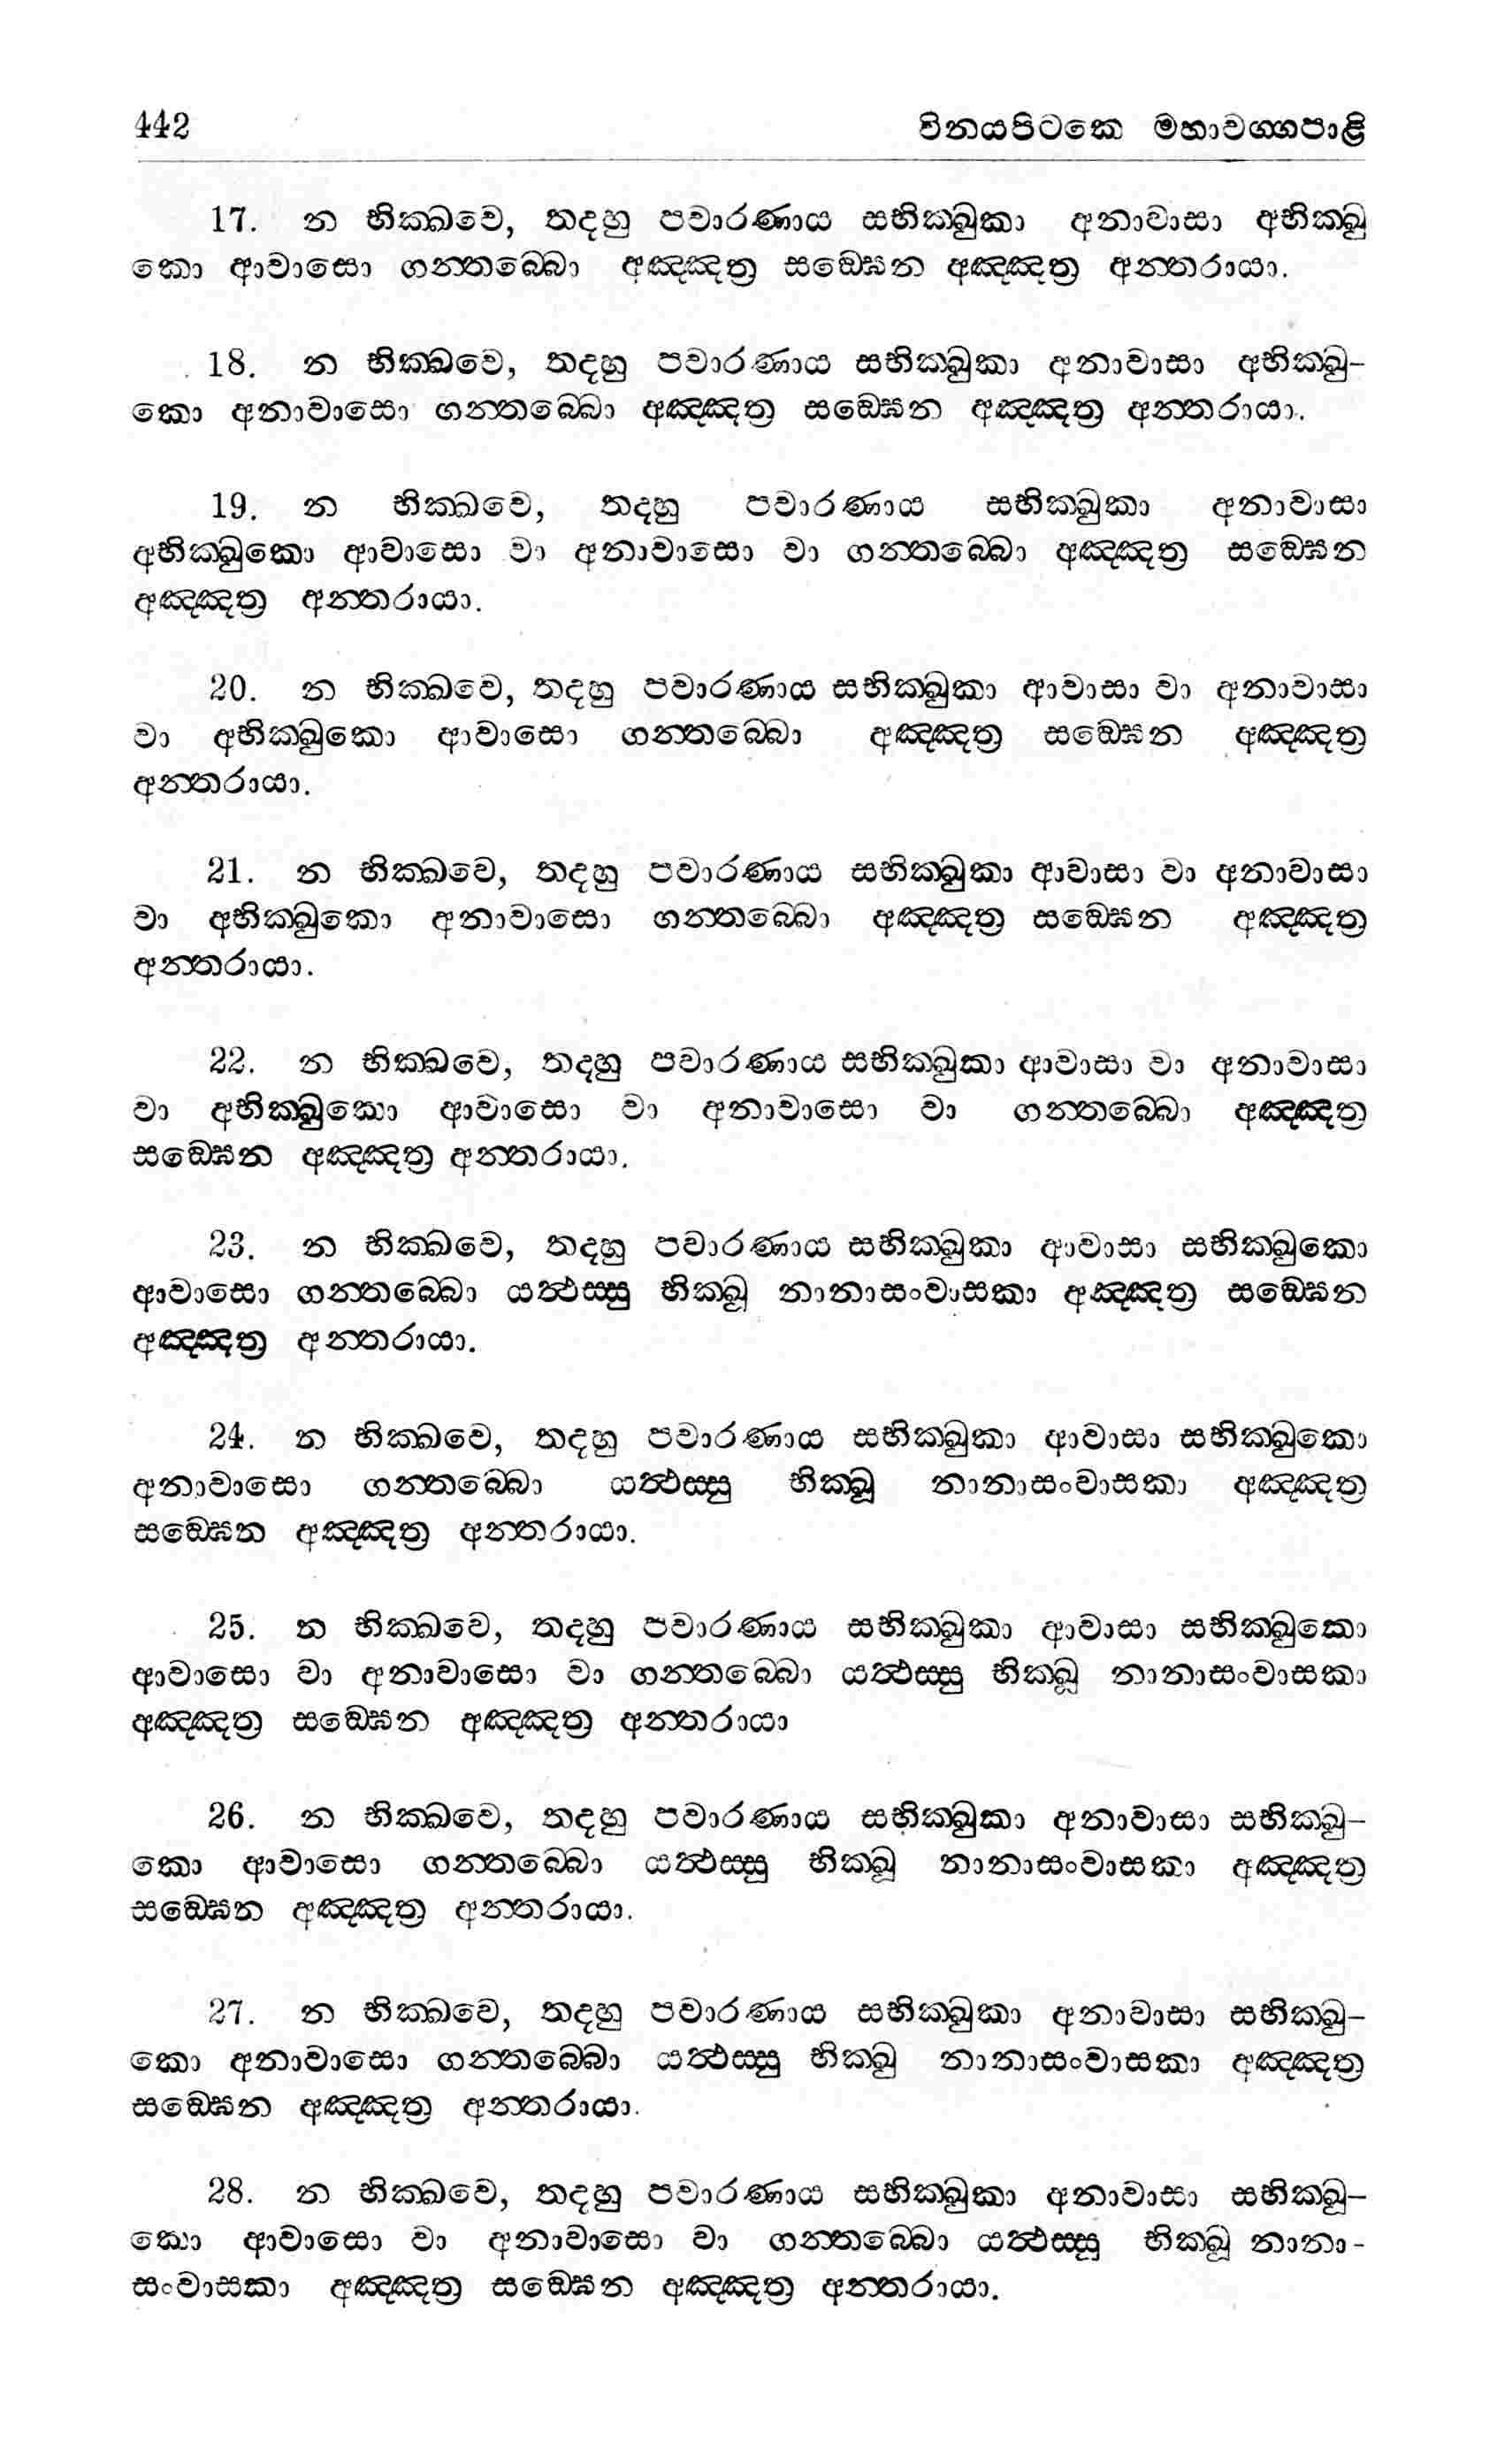 442 විනයපිටකෙ මහාවග්ගපාළි
17. න භික්ඛවෙ, තදහු පවාරණාය සභික්ඛුකා අනාවාසා අභික්ඛු
කො ආවාසො ගන්තබ්බො අඤ්ඤත්‍ර සඞ්ඝෙන අඤ්ඤත්‍ර අන්තරායා.
18. න භික්ඛවෙ, තදහු පවාරණාය සභික්ඛුකා අනාවාසා අභික්ඛු-
කො අනාවාසො ගන්තබ්බො අඤ්ඤත්‍ර සඞ්ඝෙන අඤ්ඤත්‍ර අන්තරායා.
19. න භික්ඛවෙ, තදහු පවාරණාය සභික්ඛුකා අනාවාසා
අභික්ඛුකො ආවාසො වා අනාවාසො වා ගන්තබ්බො අඤ්ඤත්‍ර සඞ්ඝෙන
අඤ්ඤත්‍ර අන්තරායා.
20. න භික්ඛවෙ, තදහු පවාරණාය සභික්ඛුකා ආවාසා වා අනාවාසා
වා අභික්ඛුකො ආවාසො ගන්තබ්බො අඤ්ඤත්‍ර සඞ්ඝෙන අඤ්ඤත්‍ර
අන්තරායා.
21. න භික්ඛවෙ, තදහු පවාරණාය සභික්ඛුකා ආවාසා වා අනාවාසා
වා අභික්ඛුකො අනාවාසො ගන්තබ්බො අඤ්ඤත්‍ර සඞ්ඝෙන අඤ්ඤත්‍ර
අන්තරායා.
22. න භික්ඛවෙ, තදහු පවාරණාය සභික්ඛුකා ආවාසා වා අනාවාසා
වා අභික්ඛුකො ආවාසො වා අනාවාසො වා ගන්තබ්බො අඤ්ඤත්‍ර
සඞ්ඝෙන අඤ්ඤත්‍ර අන්තරායා.
23. න භික්ඛවෙ, තදහු පවාරණාය සභික්ඛුකා ආවාසා සභික්ඛුකො
ආවාසො ගන්තබ්බො යත්‍ථස්සු භික්ඛූ නානාසංවාසකා අඤ්ඤත්‍ර සඞ්ඝෙන
අඤ්ඤත්‍ර අන්තරායා.
24. න භික්ඛවෙ, තදහු පවාරණාය සභික්ඛුකා ආවාසා සභික්ඛුකො
අනාවාසො ගන්තබ්බො යත්‍ථස්සු භික්ඛූ නානාසංවාසකා අඤ්ඤත්‍ර
සඞ්ඝෙන අඤ්ඤත්‍ර අන්තරායා.
25. න භික්ඛවෙ, තදහු පවාරණාය සභික්ඛුකා ආවාසා සභික්ඛුකො
ආවාසො වා අනාවාසො වා ගන්තබ්බො යත්‍ථස්සු භික්ඛූ නානාසංවාසකා
අඤ්ඤත්‍ර සඞ්ඝෙන අඤ්ඤත්‍ර අන්තරායා
26. න භික්ඛවෙ, තදහු පවාරණාය සභික්ඛුකා අනාවාසා සභික්ඛු-
කො ආවාසො ගන්තබ්බො යත්‍ථස්සු භික්ඛූ නානාසංවාසකා අඤ්ඤත්‍ර
සඞ්ඝෙන අඤ්ඤත්‍ර අන්තරායා.
27. න භික්ඛවෙ, තදහු පවාරණාය සභික්ඛුකා අනාවාසා සභික්ඛු-
කො අනාවාසො ගන්තබ්බො යත්‍ථස්සු භික්ඛු නානාසංවාසකා අඤ්ඤත්‍ර
සඞ්ඝෙන අඤ්ඤත්‍ර අන්තරායා.
28. න භික්ඛවෙ, තදහු පවාරණාය සභික්ඛුකා අනාවාසා සභික්ඛූ-
කො ආවාසො වා අනාවාසො වා ගන්තබ්බො යත්‍ථස්සූ භික්ඛූ නානා-
සංවාසකා අඤ්ඤත්‍ර සඞ්ඝෙන අඤ්ඤත්‍ර අන්තරායා.